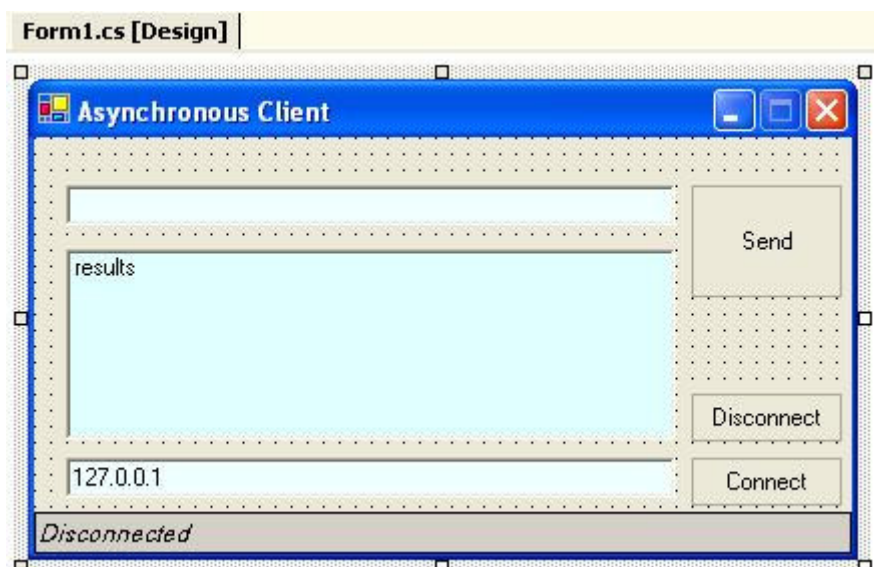 Form1.cs [Design]
Asynchronous Client
Send
results
Disconnect
127.0.0.1
Connect
Disconnected